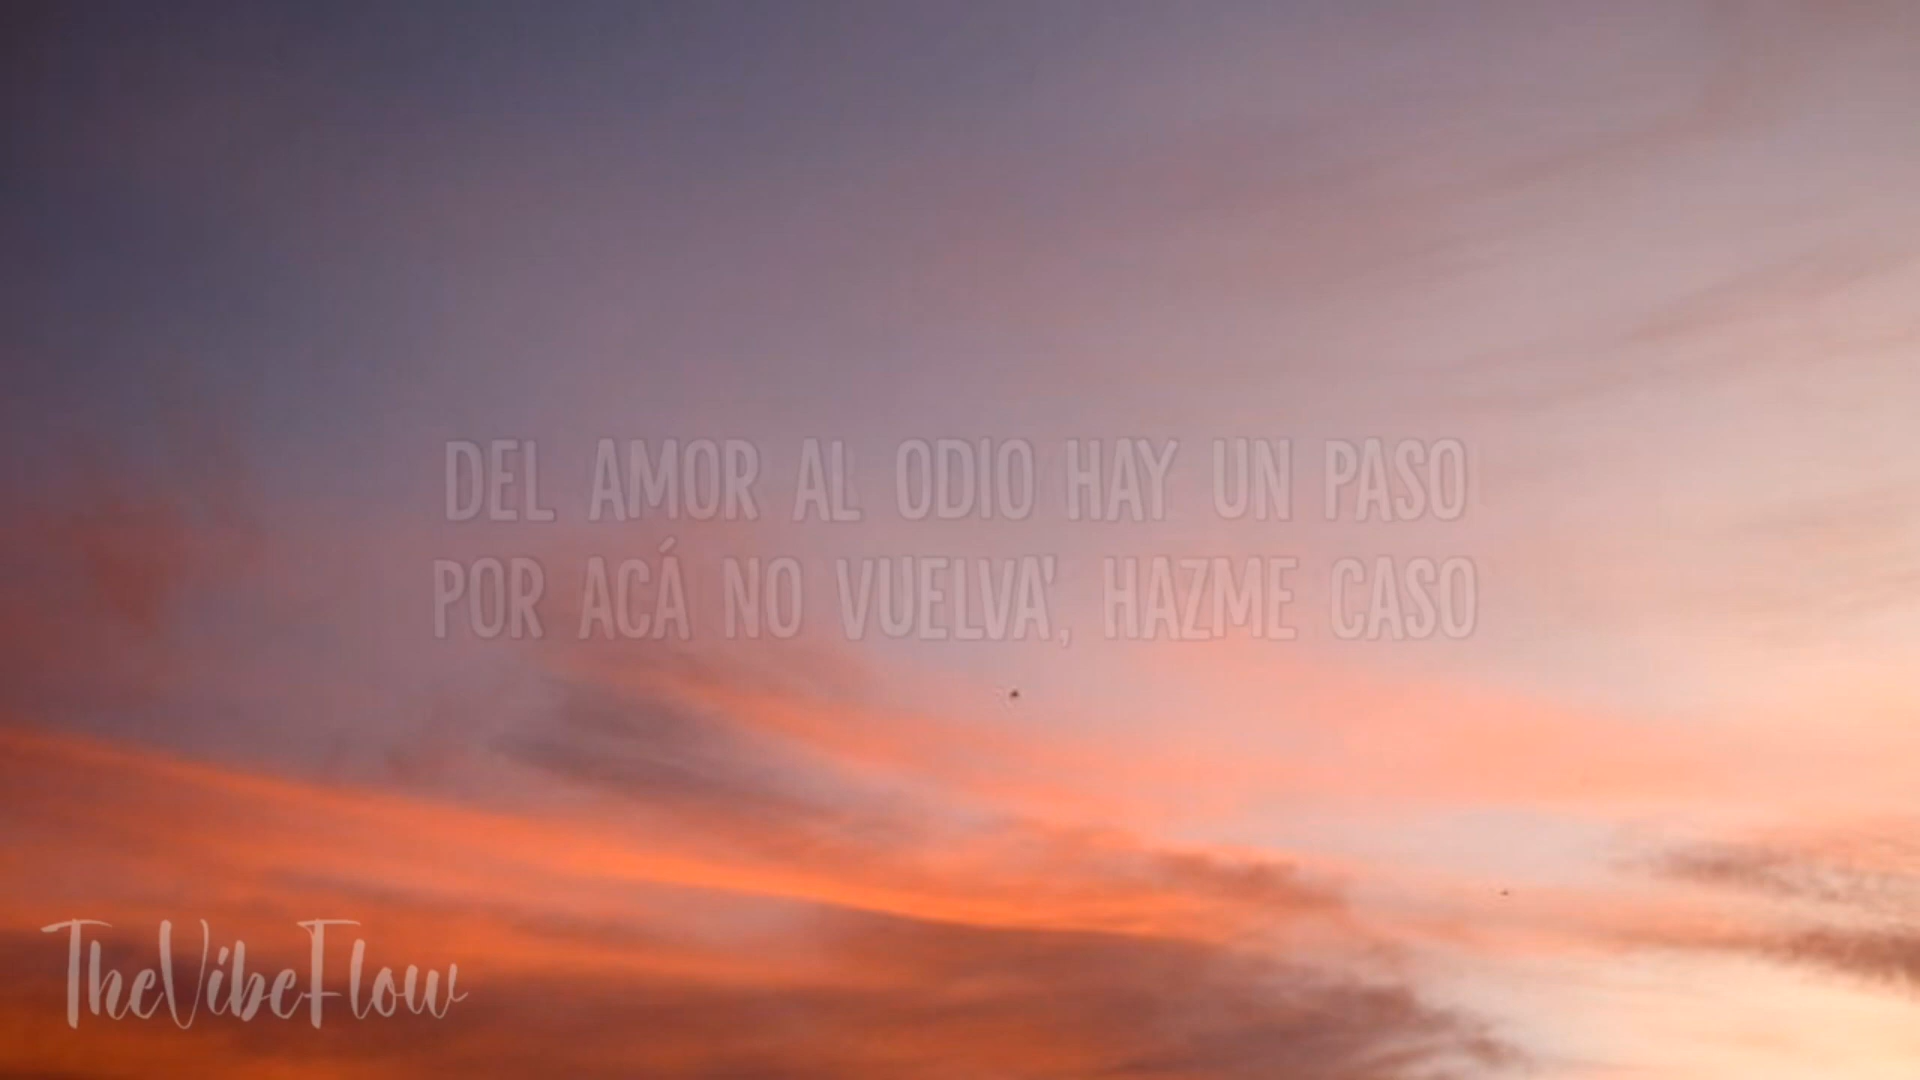 DEL AMOR AL ODIO HAY UN PASO
POR ACÁ NO VUELVA', HAZME CASO
TheVibeFlow